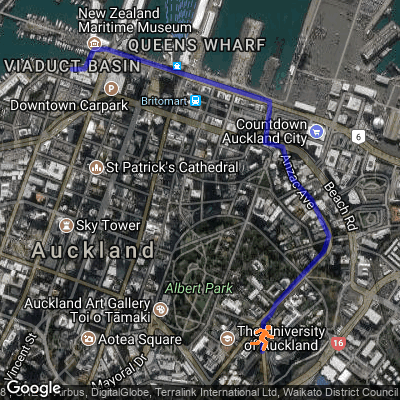 New Zealand
Maritime Museum
QUEENS WHARF
VIADUCT BASIN
Downtown Carpark
Britomart
Countdown
Auckland City
6
Anzac Ave
Beach Rd
St Patrick's Cathedral
Sky Tower
Auckland
Albert Park
Auckland Art Gallery
Toi o Tāmaki
The University
of Auckland
Aotea Square
16
Vincent St
Mayoral Dr
Google
Airbus, DigitalGlobe, Terralink International Ltd, Waikato District Council